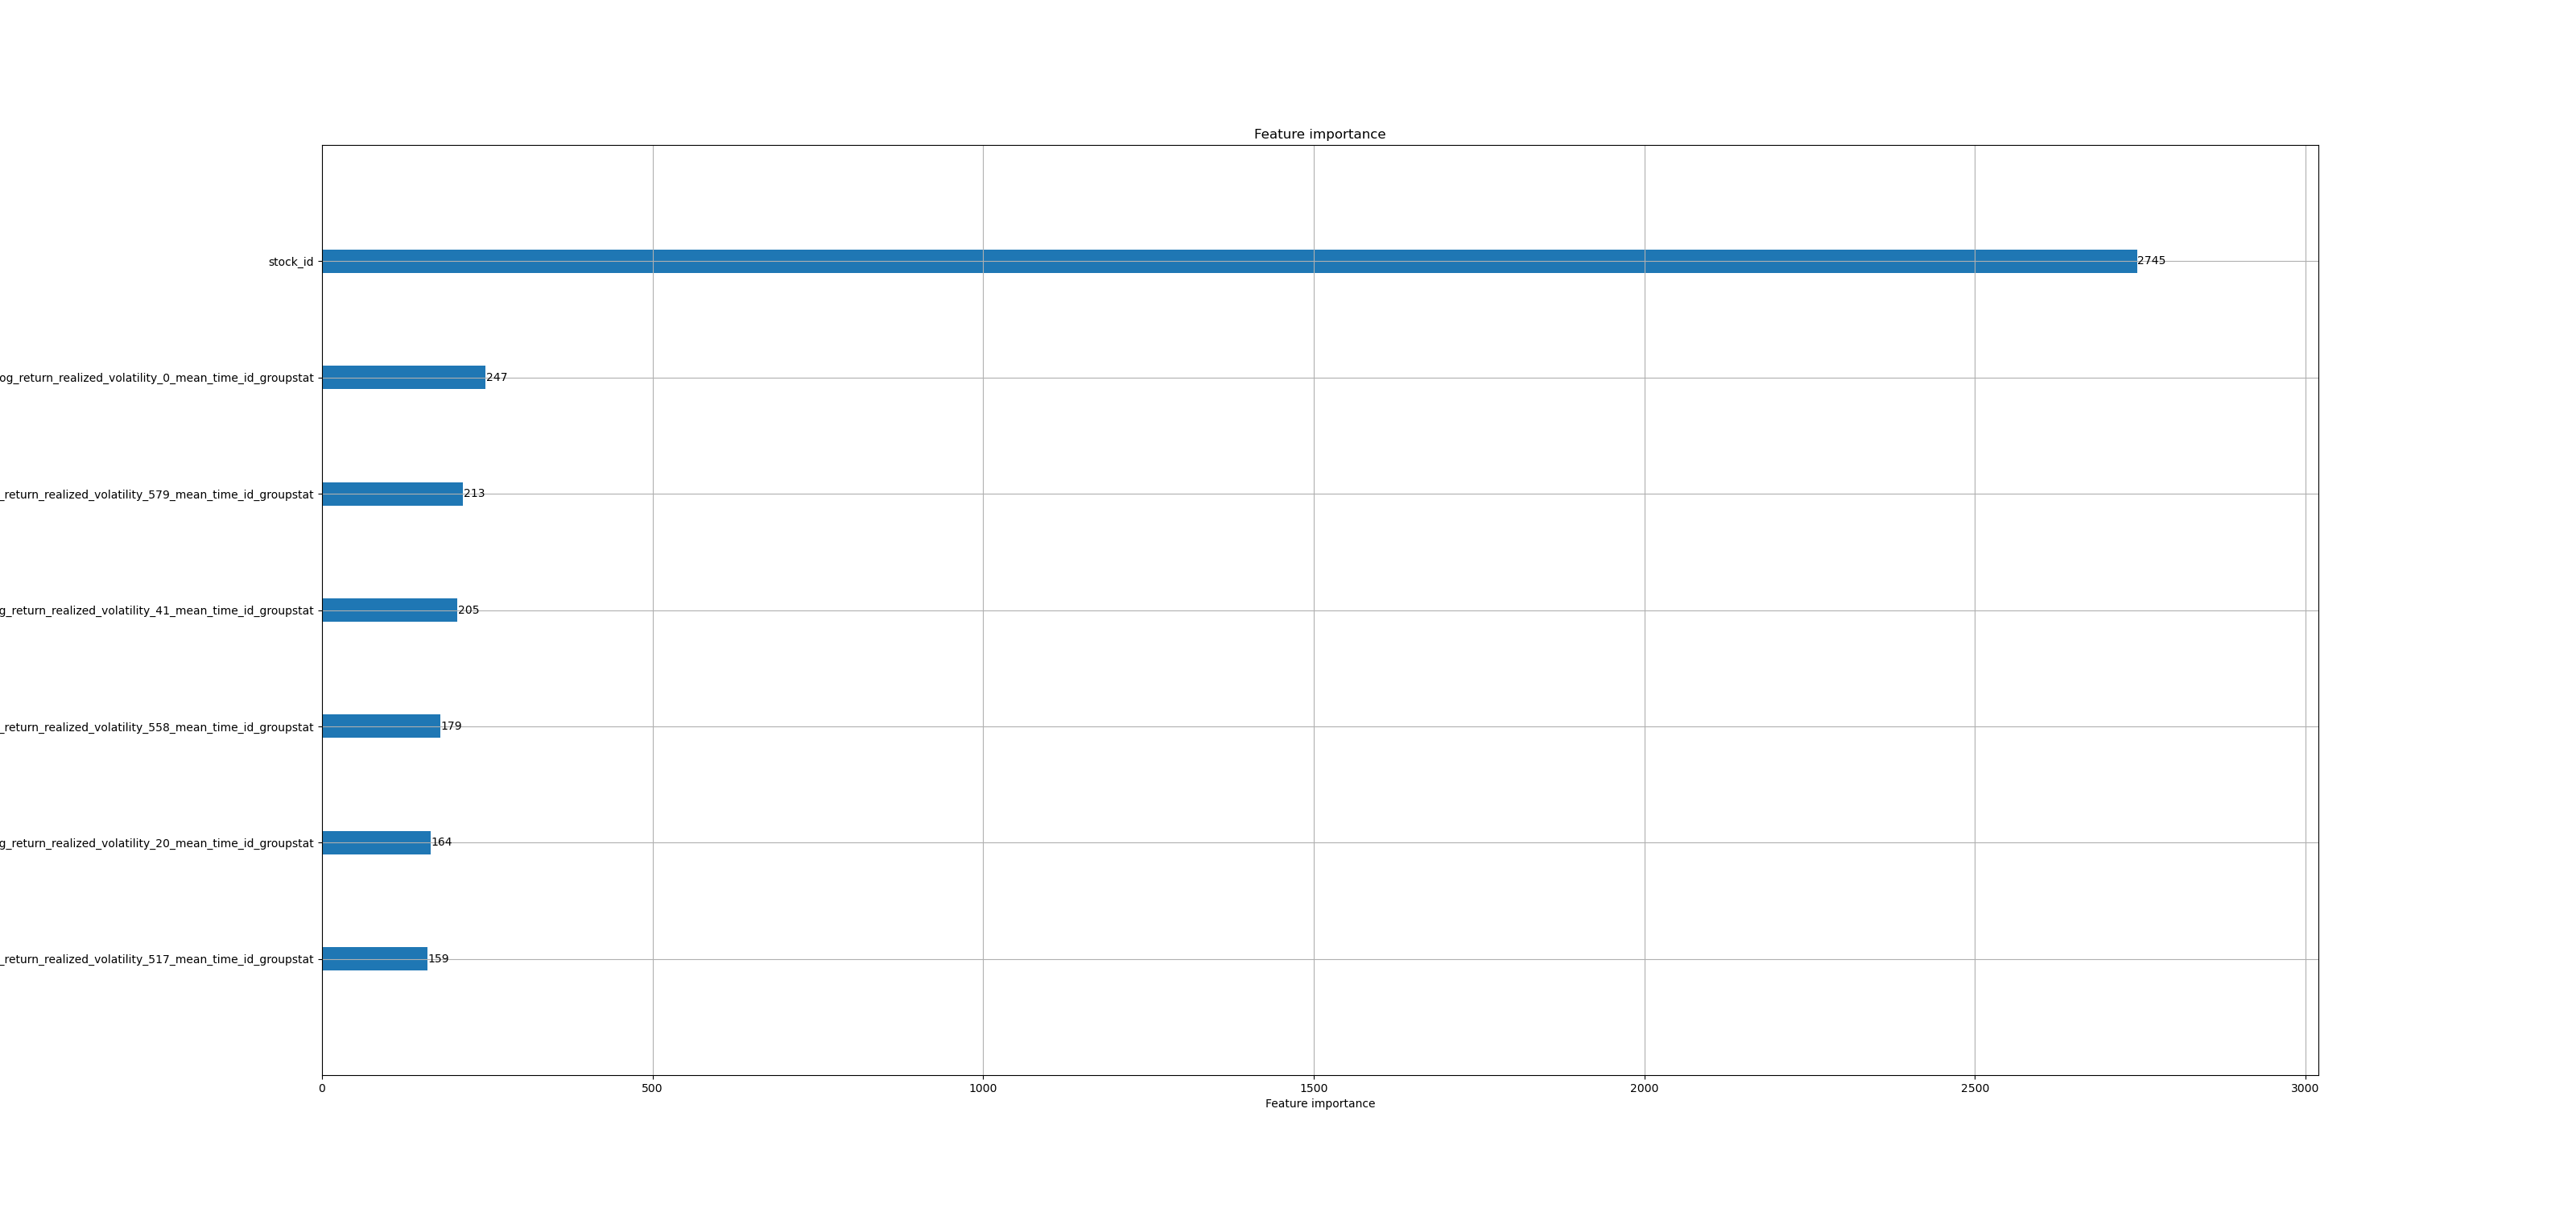 Feature importance
stock_id
2745
og_return_realized_volatility_0_mean_time_id_groupstat
247
_return_realized_volatility_579_mean_time_id_groupstat
213
g_return_realized_volatility_41_mean_time_id_groupstat
205
_return_realized_volatility_558_mean_time_id_groupstat
179
g_return_realized_volatility_20_mean_time_id_groupstat
164
_return_realized_volatility_517_mean_time_id_groupstat
159
0 500 1000 1500 2000 2500 3000
Feature importance